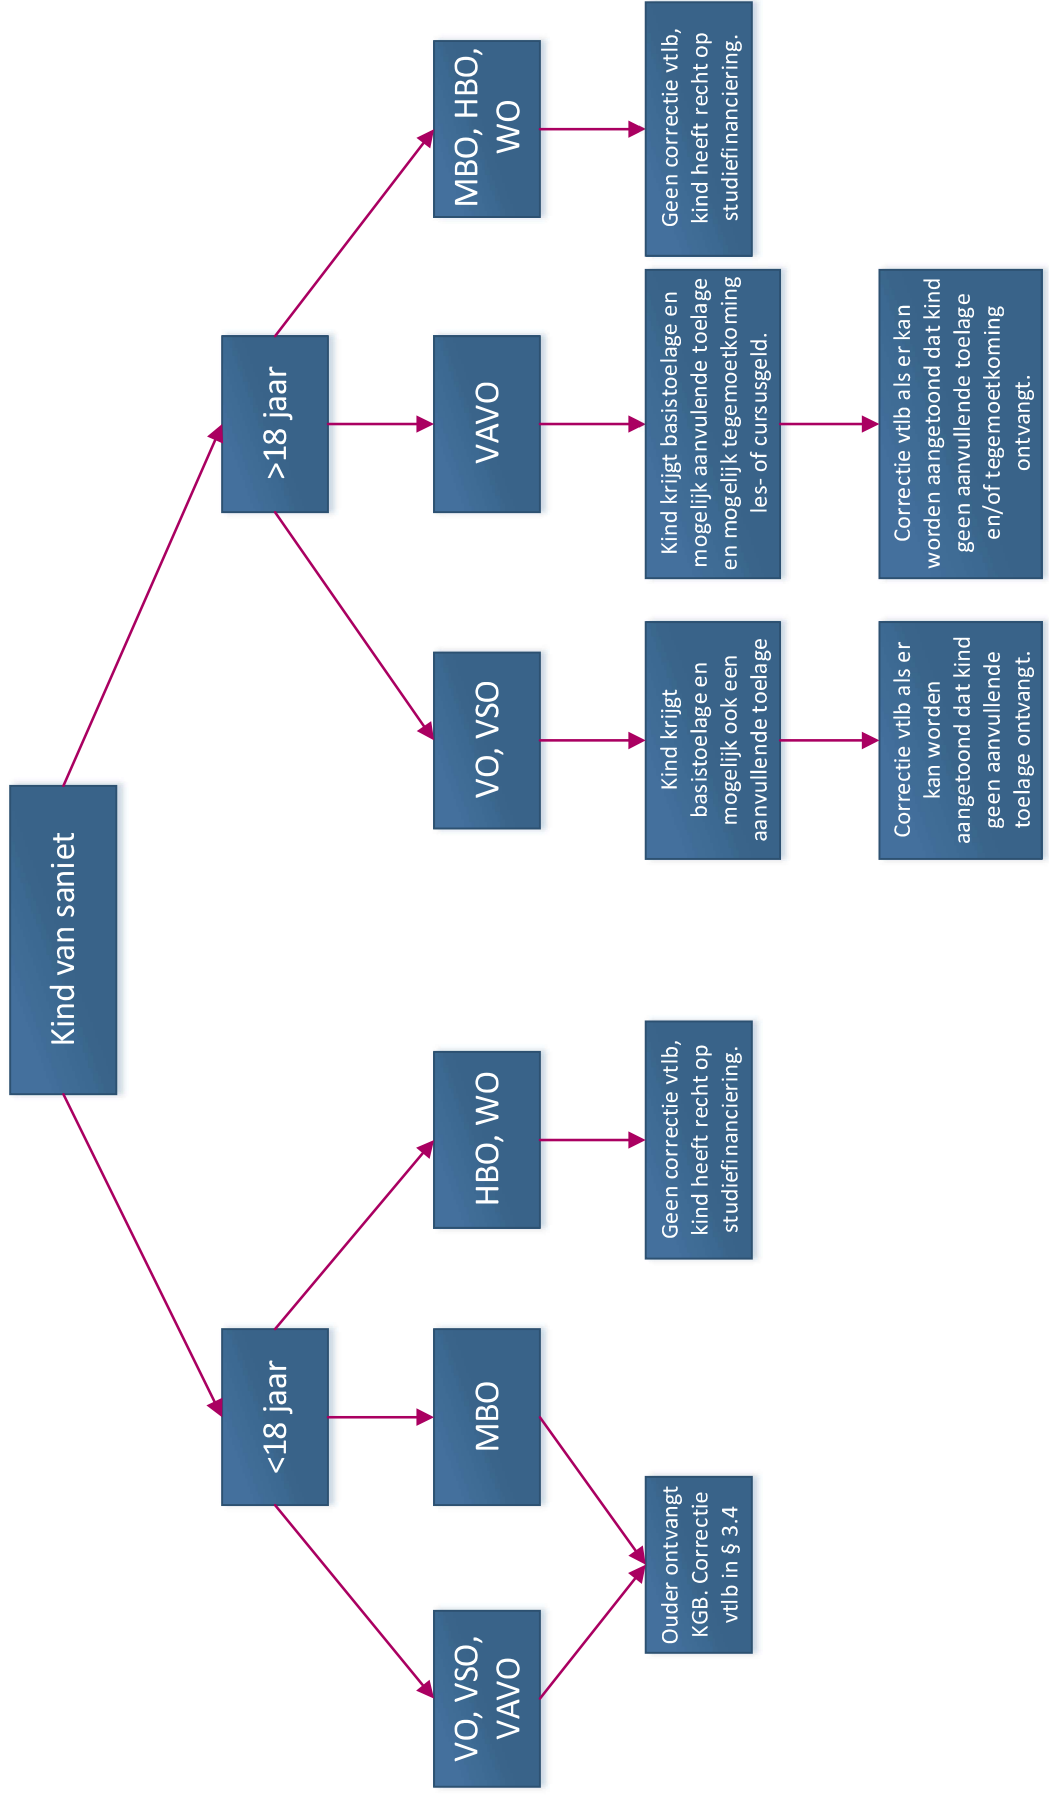 Kind van saniet
<18 jaar
>18 jaar
VO, VSO,
VAVO
MBO
HBO, WO
VO, VSO
VAVO
MBO, HBO,
WO
Ouder ontvangt
KGB. Correctie
vtlb in § 3.4
Geen correctie vtlb,
kind heeft recht op
studiefinanciering.
Kind krijgt
basistoelage en
mogelijk ook een
aanvullende toelage
Kind krijgt basistoelage en
mogelijk aanvulende toelage
en mogelijk tegemoetkoming
les- of cursusgeld.
Geen correctie vtlb,
kind heeft recht op
studiefinanciering.
Correctie vtlb als er
kan worden
aangetoond dat kind
geen aanvullende
toelage ontvangt.
Correctie vtlb als er kan
worden aangetoond dat kind
geen aanvullende toelage
en/of tegemoetkoming
ontvangt.